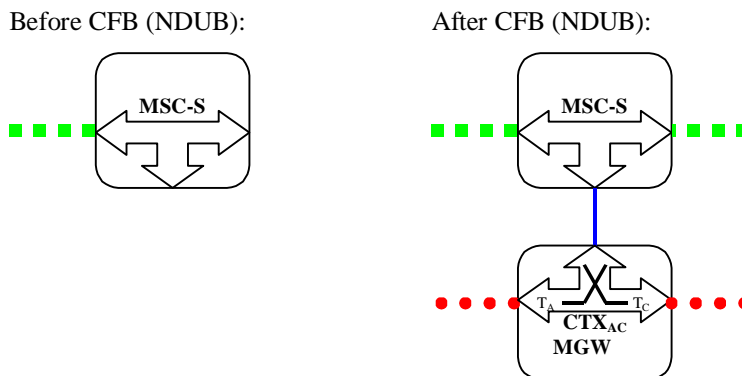 Before CFB (NDUB):
After CFB (NDUB):
MSC-S
MSC-S
TA
TC
CTXAC
MGW